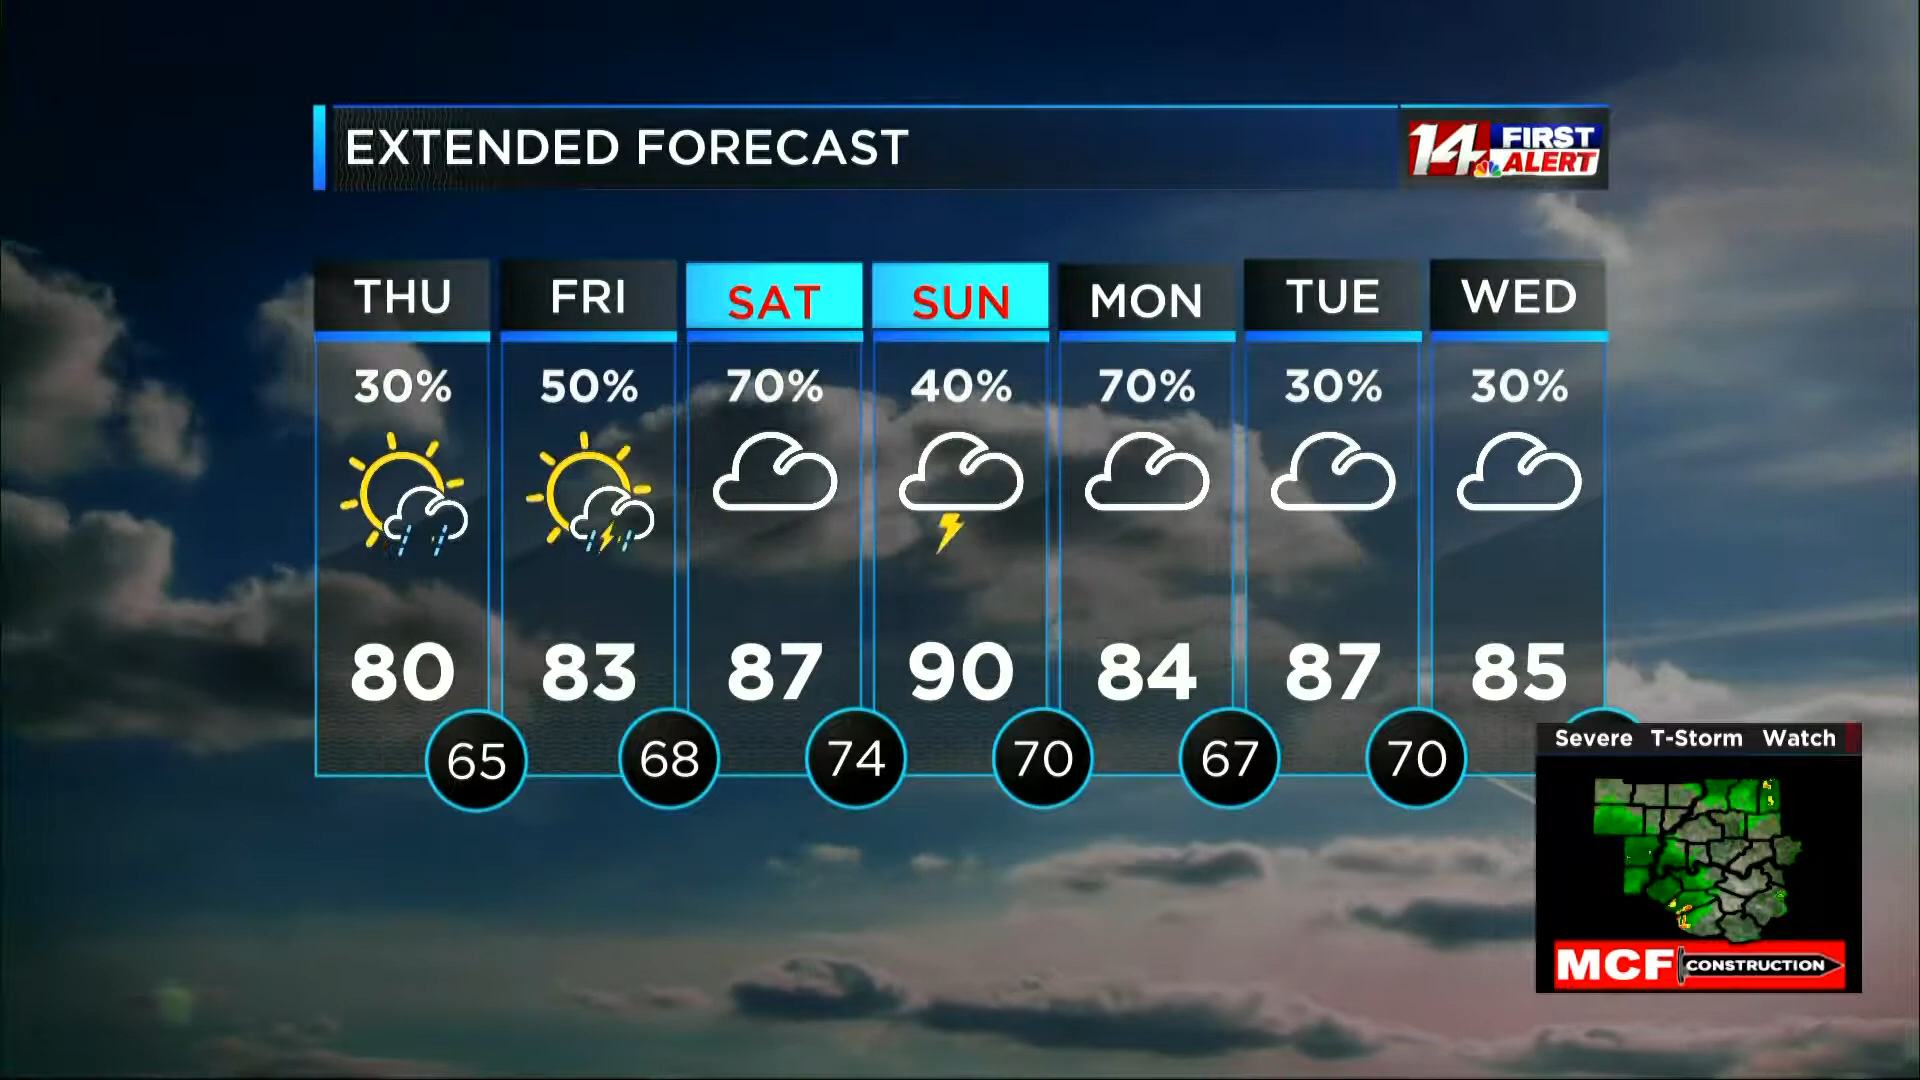 EXTENDED FORECAST
14 FIRST ALERT
THU FRI SAT SUN MON TUE WED
30% 50% 70% 40% 70% 30% 30%
80 83 87 90 84 87 85
65 68 74 70 67 70
Severe T-Storm Watch
MCF CONSTRUCTION